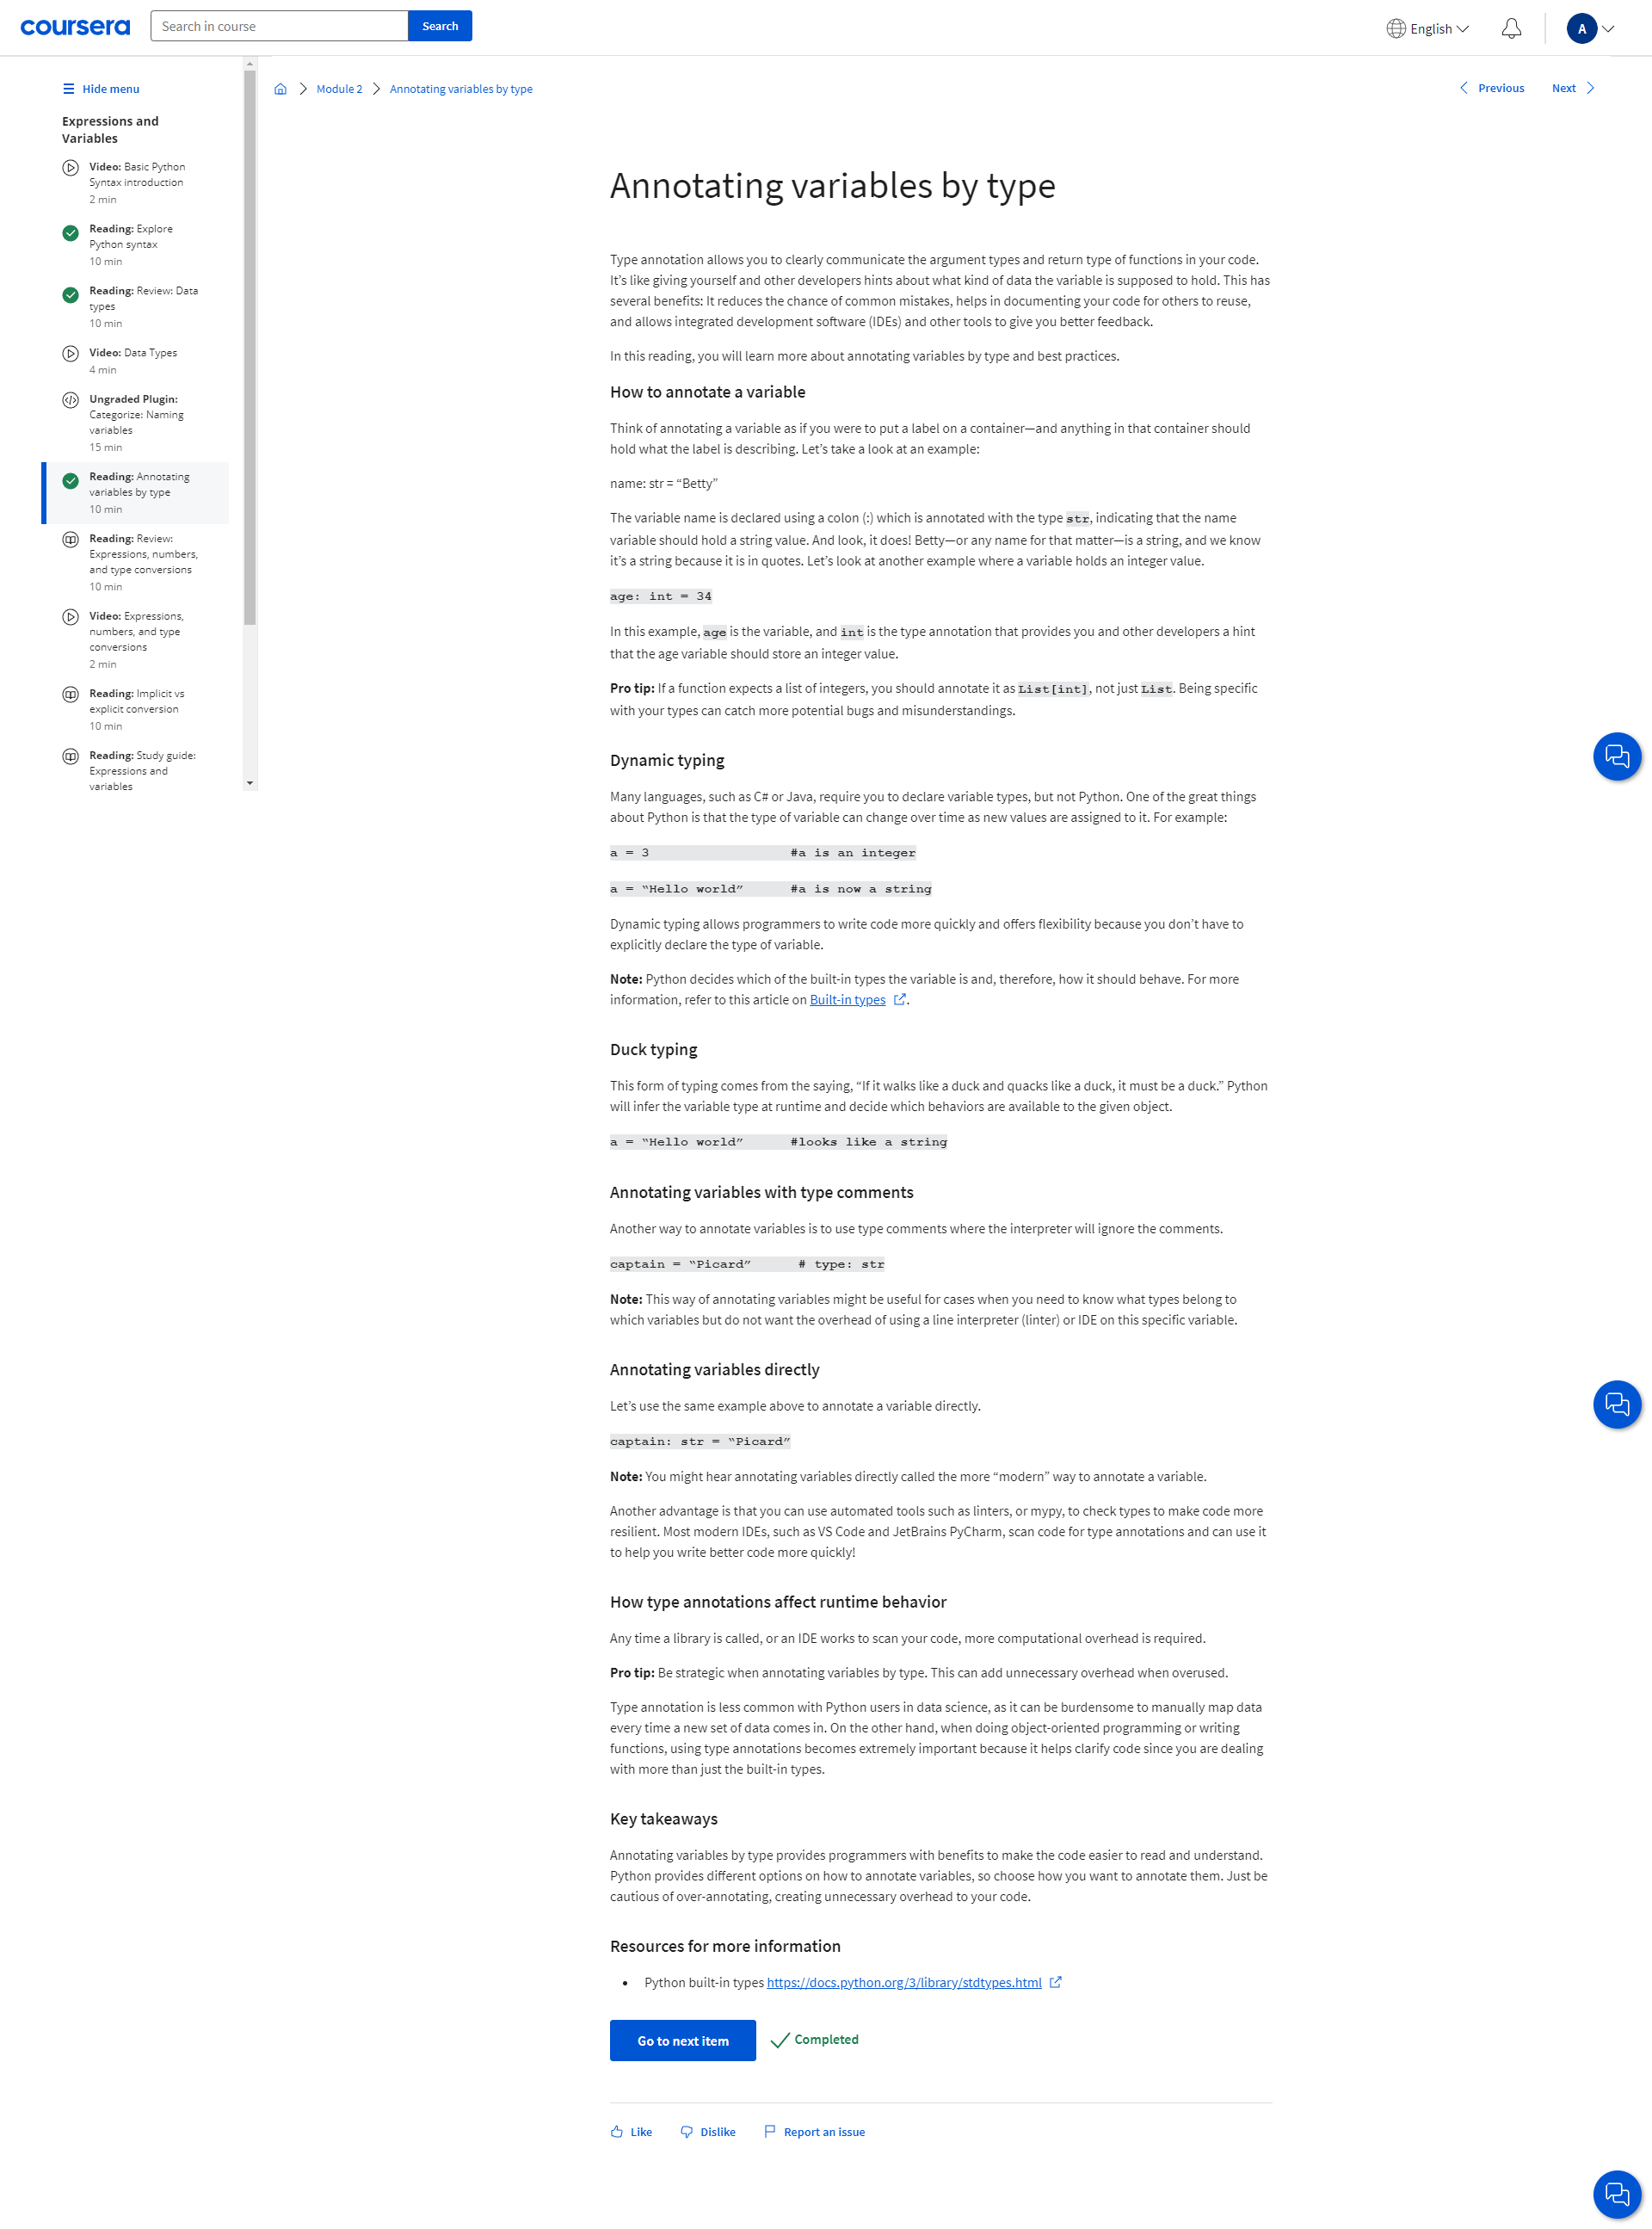 coursera
Search in course
Search
English
A
Hide menu
Expressions and
Variables
Video: Basic Python
Syntax introduction
2 min
Reading: Explore
Python syntax
10 min
Reading: Review: Data
types
10 min
Video: Data Types
4 min
Ungraded Plugin:
Categorize: Naming
variables
15 min
Reading: Annotating
variables by type
10 min
Reading: Review:
Expressions, numbers,
and type conversions
10 min
Video: Expressions,
numbers, and type
conversions
2 min
Reading: Implicit vs
explicit conversion
10 min
Reading: Study guide:
Expressions and
variables
Module 2
Annotating variables by type
Previous
Next
Annotating variables by type
Type annotation allows you to clearly communicate the argument types and return type of functions in your code.
It’s like giving yourself and other developers hints about what kind of data the variable is supposed to hold. This has
several benefits: It reduces the chance of common mistakes, helps in documenting your code for others to reuse,
and allows integrated development software (IDEs) and other tools to give you better feedback.
In this reading, you will learn more about annotating variables by type and best practices.
How to annotate a variable
Think of annotating a variable as if you were to put a label on a container—and anything in that container should
hold what the label is describing. Let’s take a look at an example:
name: str = “Betty”
The variable name is declared using a colon (:) which is annotated with the type str, indicating that the name
variable should hold a string value. And look, it does! Betty—or any name for that matter—is a string, and we know
it’s a string because it is in quotes. Let’s look at another example where a variable holds an integer value.
age: int = 34
In this example, age is the variable, and int is the type annotation that provides you and other developers a hint
that the age variable should store an integer value.
Pro tip: If a function expects a list of integers, you should annotate it as List[int], not just List. Being specific
with your types can catch more potential bugs and misunderstandings.
Dynamic typing
Many languages, such as C# or Java, require you to declare variable types, but not Python. One of the great things
about Python is that the type of variable can change over time as new values are assigned to it. For example:
a = 3                  #a is an integer
a = “Hello world”      #a is now a string
Dynamic typing allows programmers to write code more quickly and offers flexibility because you don’t have to
explicitly declare the type of variable.
Note: Python decides which of the built-in types the variable is and, therefore, how it should behave. For more
information, refer to this article on Built-in types .
Duck typing
This form of typing comes from the saying, “If it walks like a duck and quacks like a duck, it must be a duck.” Python
will infer the variable type at runtime and decide which behaviors are available to the given object.
a = “Hello world”      #looks like a string
Annotating variables with type comments
Another way to annotate variables is to use type comments where the interpreter will ignore the comments.
captain = “Picard”      # type: str
Note: This way of annotating variables might be useful for cases when you need to know what types belong to
which variables but do not want the overhead of using a line interpreter (linter) or IDE on this specific variable.
Annotating variables directly
Let’s use the same example above to annotate a variable directly.
captain: str = “Picard”
Note: You might hear annotating variables directly called the more “modern” way to annotate a variable.
Another advantage is that you can use automated tools such as linters, or mypy, to check types to make code more
resilient. Most modern IDEs, such as VS Code and JetBrains PyCharm, scan code for type annotations and can use it
to help you write better code more quickly!
How type annotations affect runtime behavior
Any time a library is called, or an IDE works to scan your code, more computational overhead is required.
Pro tip: Be strategic when annotating variables by type. This can add unnecessary overhead when overused.
Type annotation is less common with Python users in data science, as it can be burdensome to manually map data
every time a new set of data comes in. On the other hand, when doing object-oriented programming or writing
functions, using type annotations becomes extremely important because it helps clarify code since you are dealing
with more than just the built-in types.
Key takeaways
Annotating variables by type provides programmers with benefits to make the code easier to read and understand.
Python provides different options on how to annotate variables, so choose how you want to annotate them. Just be
cautious of over-annotating, creating unnecessary overhead to your code.
Resources for more information
• Python built-in types https://docs.python.org/3/library/stdtypes.html
Go to next item
Completed
Like
Dislike
Report an issue